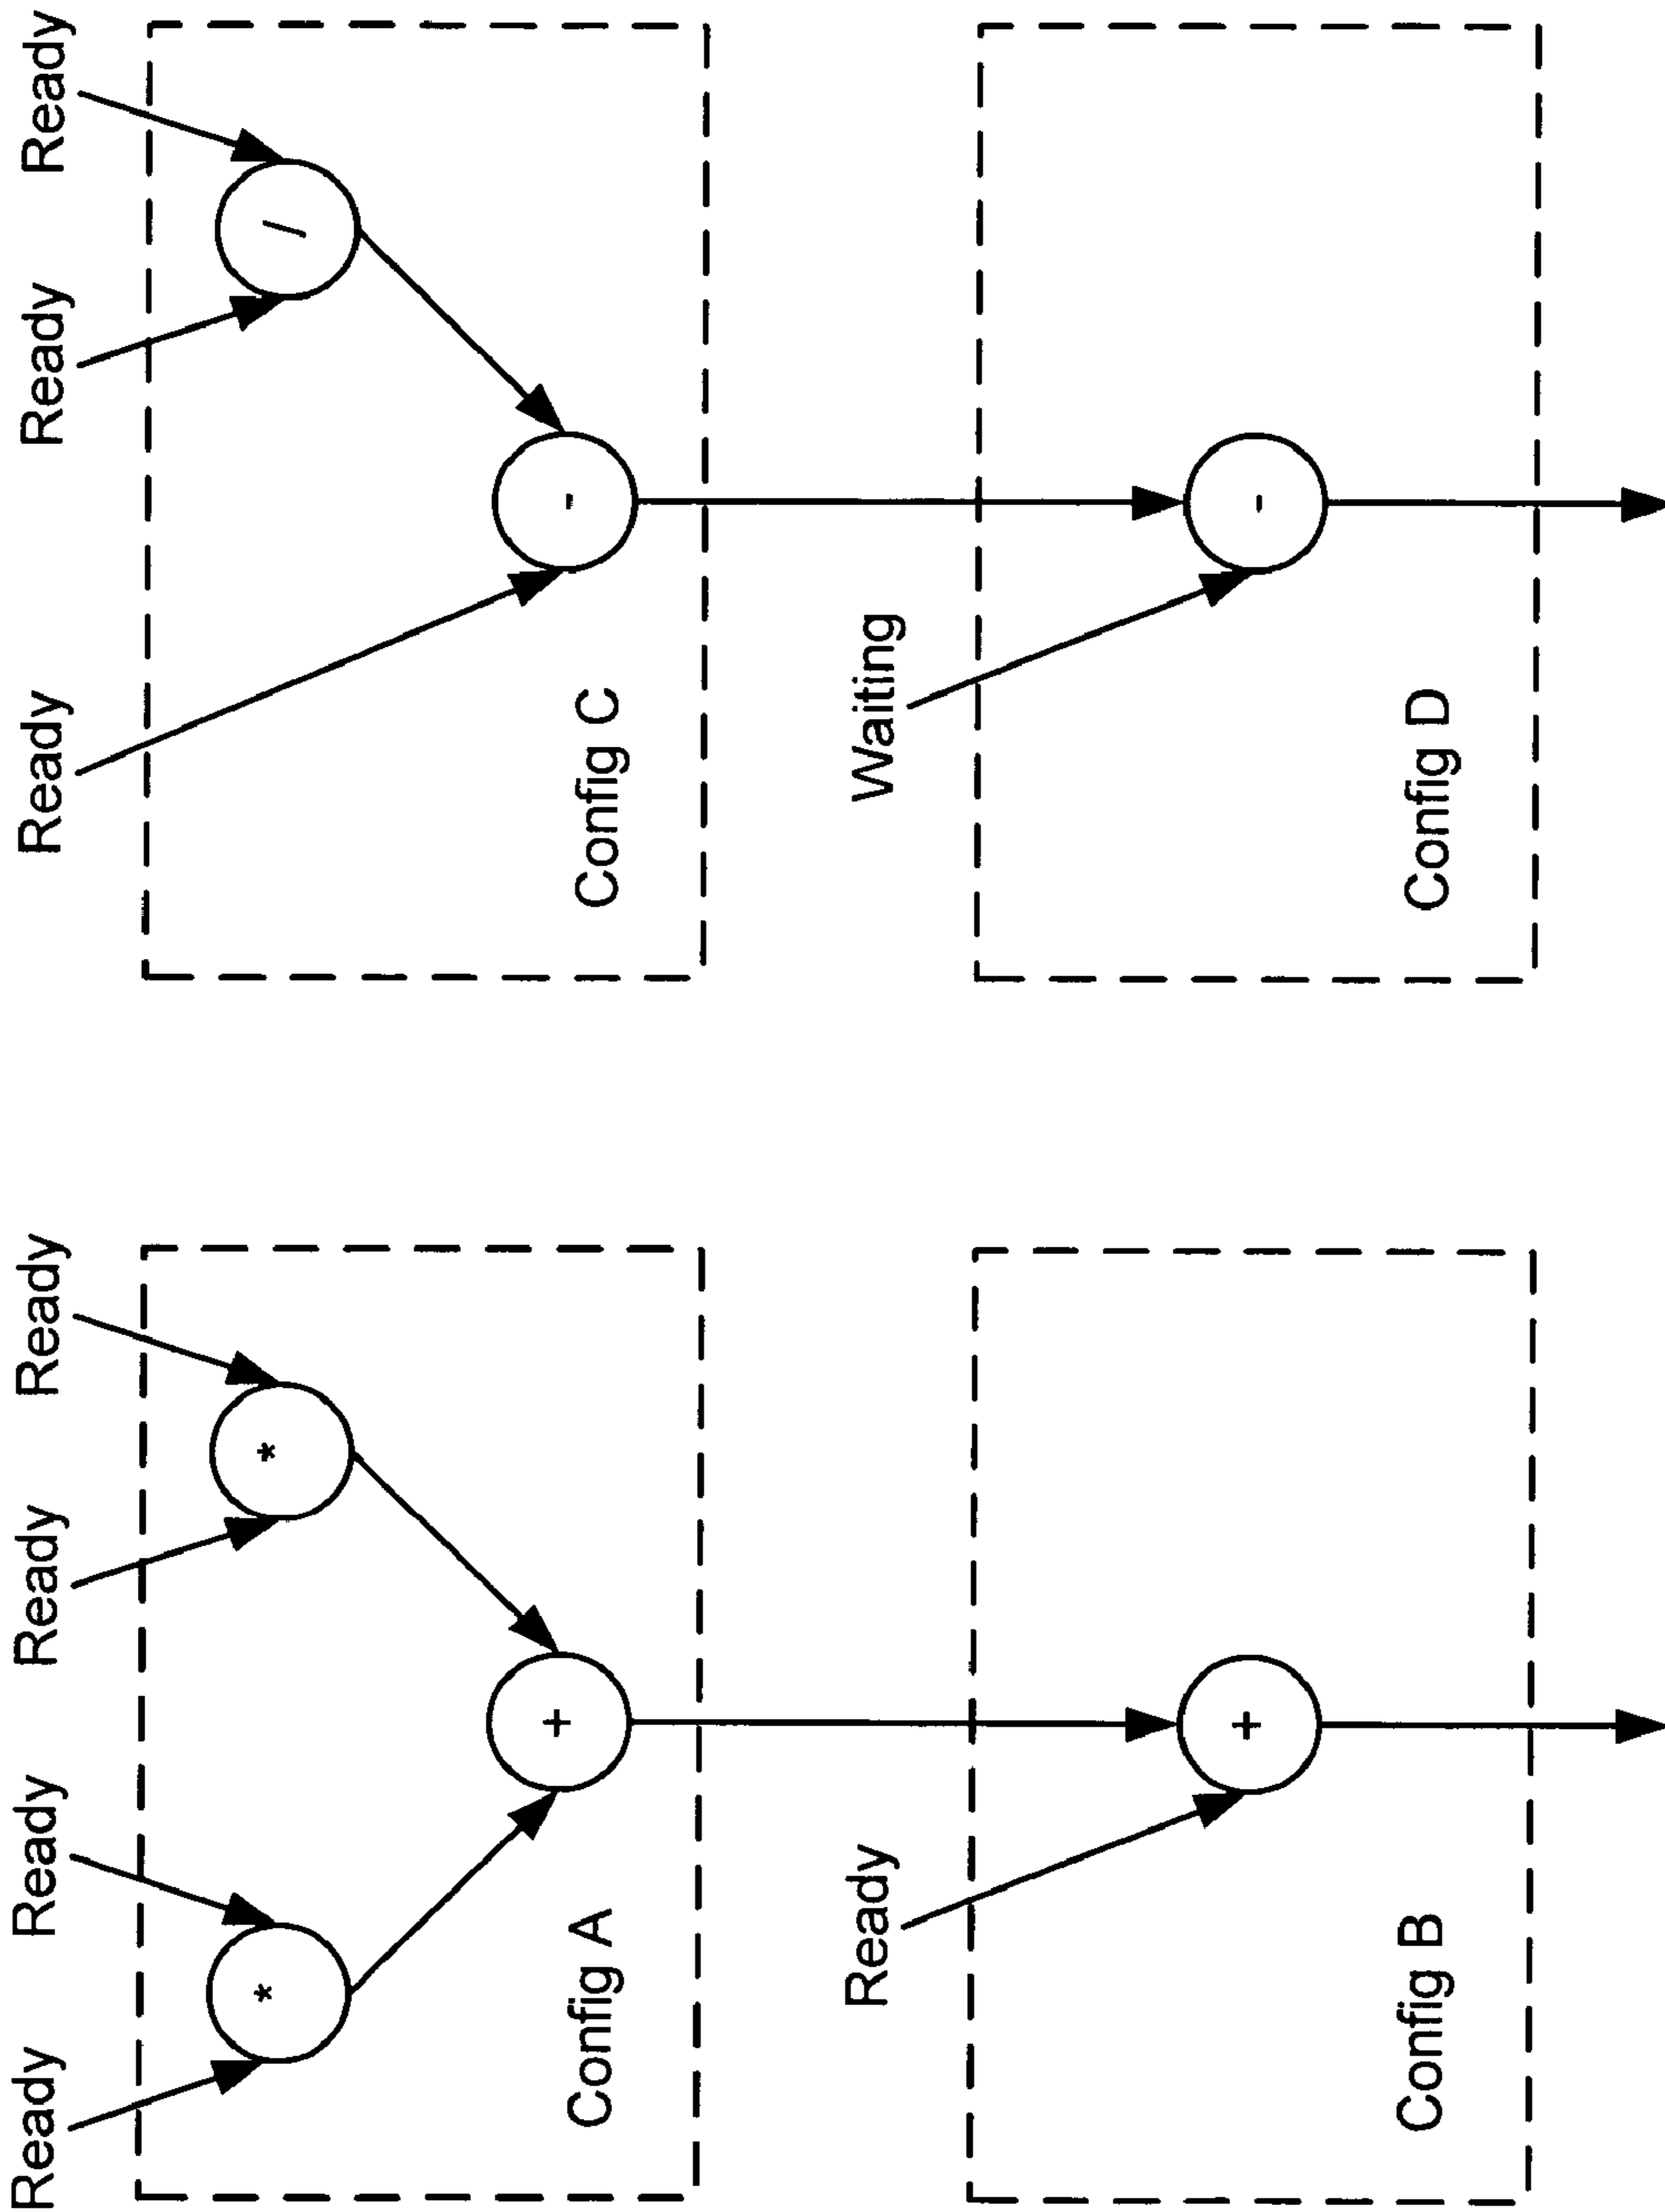 Ready Ready Ready Ready
* *
+
Config A
Ready
+
Config B
Ready Ready Ready
/
-
Config C
Waiting
-
Config D